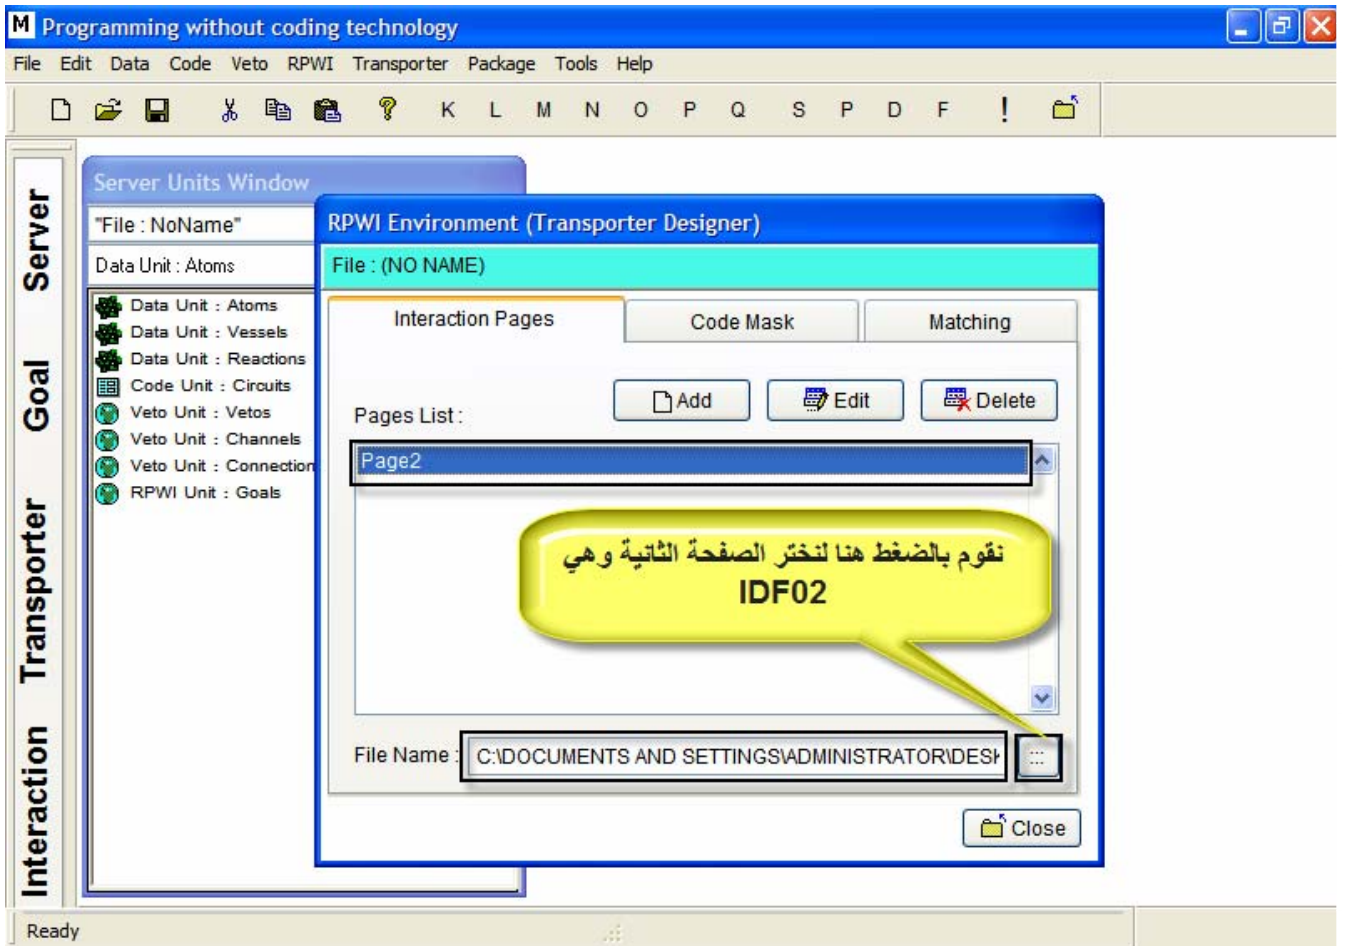 M Programming without coding technology
File Edit Data Code Veto RPWI Transporter Package Tools Help
K L M N O P Q S P D F !
Server
Goal
Transporter
Interaction
Server Units Window
"File : NoName"
Data Unit : Atoms
Data Unit : Atoms
Data Unit : Vessels
Data Unit : Reactions
Code Unit : Circuits
Veto Unit : Vetos
Veto Unit : Channels
Veto Unit : Connection
RPWI Unit : Goals
RPWI Environment (Transporter Designer)
File : (NO NAME)
Interaction Pages Code Mask Matching
Pages List : Add Edit Delete
Page2
نقوم بالضغط هنا لنختر الصفحة الثانية وهي
IDF02
File Name : C:\DOCUMENTS AND SETTINGS\ADMINISTRATOR\DESK :::
Close
Ready